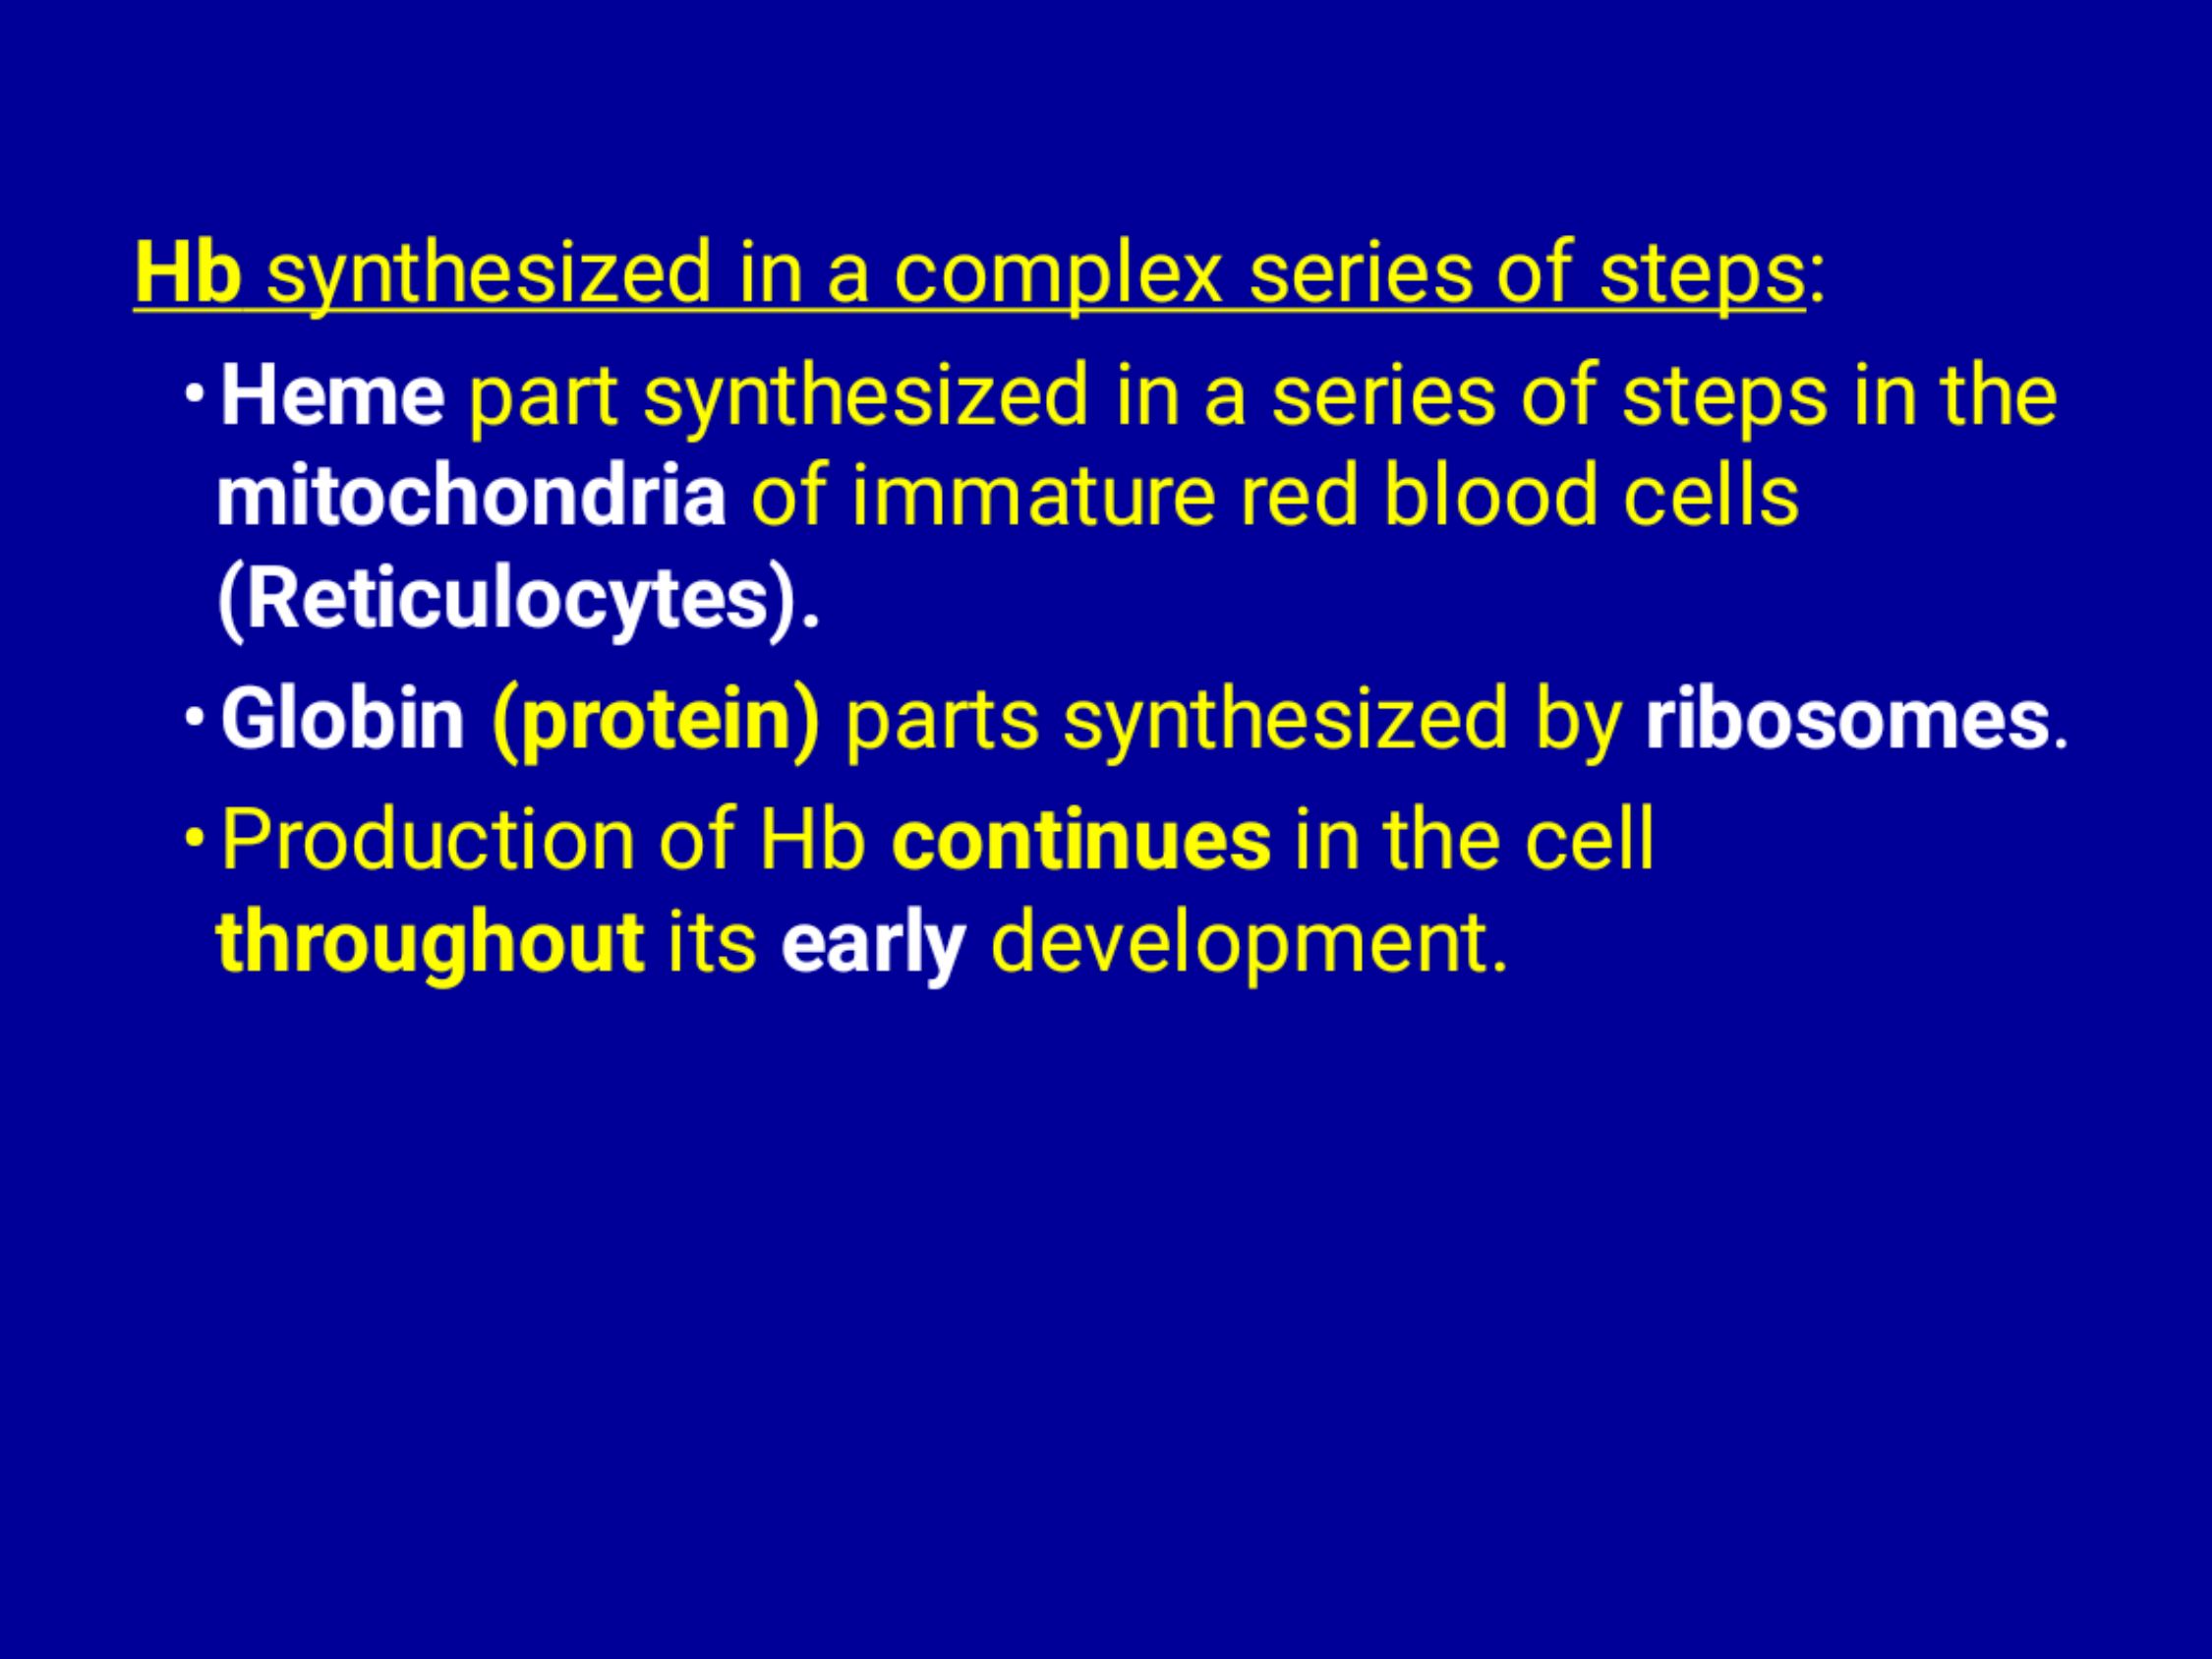 Hb synthesized in a complex series of steps:
•Heme part synthesized in a series of steps in the
mitochondria of immature red blood cells
(Reticulocytes).
•Globin (protein) parts synthesized by ribosomes.
•Production of Hb continues in the cell
throughout its early development.